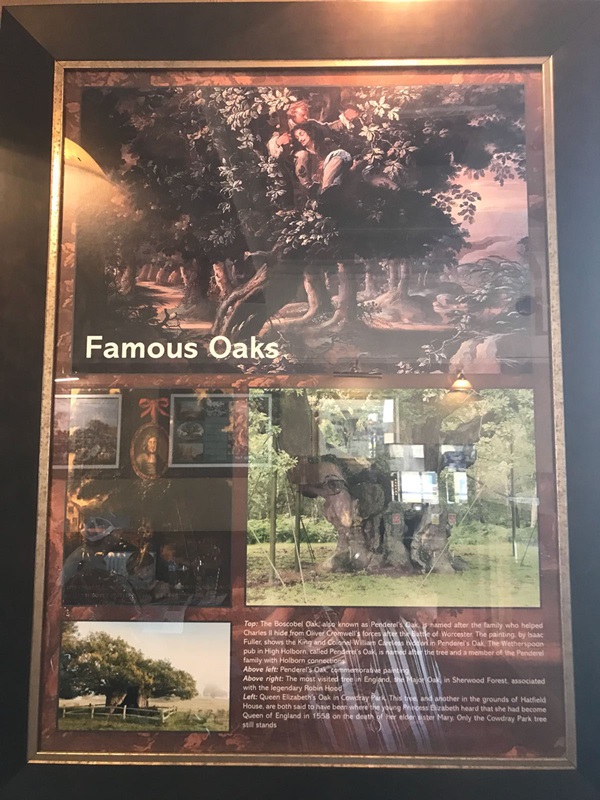 Famous Oaks
Top: The Boscobel Oak, also known as Penderel's Oak, is named after the family who helped
Charles II hide from Oliver Cromwell's forces after the Battle of Worcester. The painting, by Isaac
Fuller, shows the King and Colonel William Careless hidden in Penderel's Oak. The Wetherspoon
pub in High Holborn, called Penderel's Oak, is named after the tree and a member of the Penderel
family with Holborn connections
Above left: Penderel's Oak, commemorative painting
Above right: The most visited tree in England, the Major Oak, in Sherwood Forest, associated
with the legendary Robin Hood
Left: Queen Elizabeth's Oak in Cowdray Park. This tree, and another in the grounds of Hatfield
House, are both said to have been where the young Princess Elizabeth heard that she had become
Queen of England in 1558 on the death of her elder sister Mary. Only the Cowdray Park tree
still stands